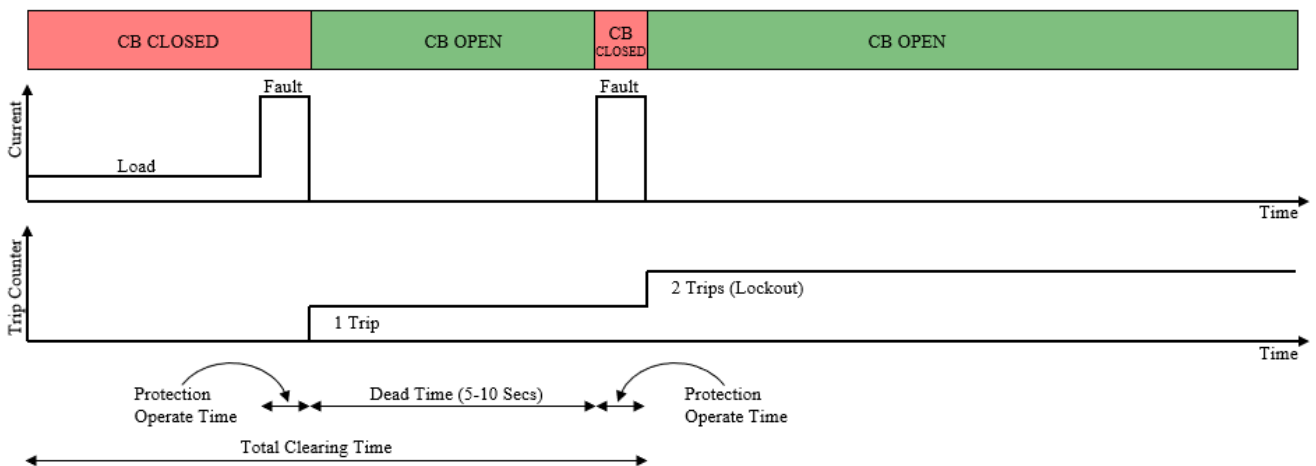 CB CLOSED
CB OPEN
CB
CLOSED
CB OPEN
Fault
Fault
Current
Load
Time
Trip Counter
2 Trips (Lockout)
1 Trip
Time
Protection
Operate Time
Dead Time (5-10 Secs)
Protection
Operate Time
Total Clearing Time